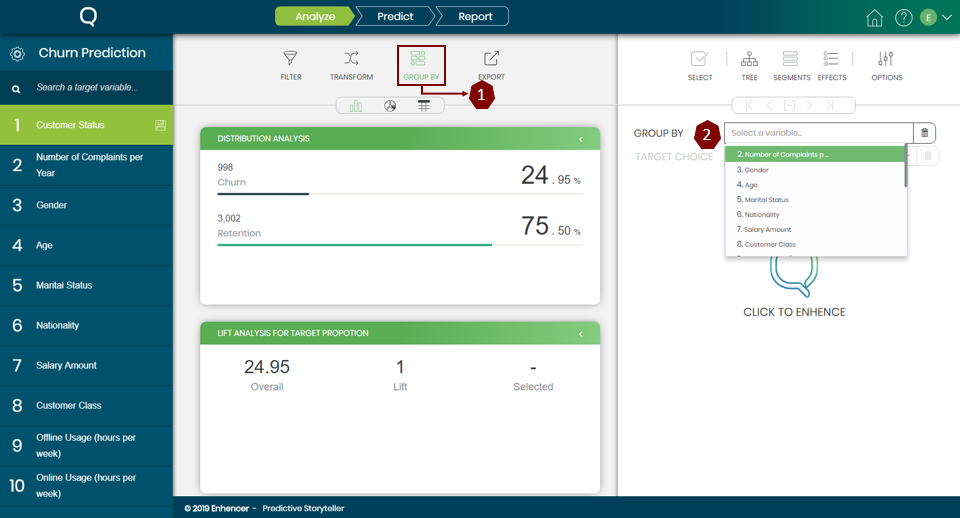 Analyze
Predict
Report
E
Churn Prediction
Search a target variable...
1 Customer Status
2 Number of Complaints per
Year
3 Gender
4 Age
5 Marital Status
6 Nationality
7 Salary Amount
8 Customer Class
9 Offline Usage (hours per
week)
10 Online Usage (hours per
week)
FILTER
TRANSFORM
GROUP BY
EXPORT
1
DISTRIBUTION ANALYSIS
998
Churn
24 . 95 %
3,002
Retention
75 . 50 %
LIFT ANALYSIS FOR TARGET PROPOTION
24.95
Overall
1
Lift
-
Selected
SELECT
TREE
SEGMENTS
EFFECTS
OPTIONS
GROUP BY
2
Select a variable...
TARGET CHOICE
2. Number of Complaints p...
3. Gender
4. Age
5. Marital Status
6. Nationality
7. Salary Amount
8. Customer Class
CLICK TO ENHENCE
© 2019 Enhencer - Predictive Storyteller